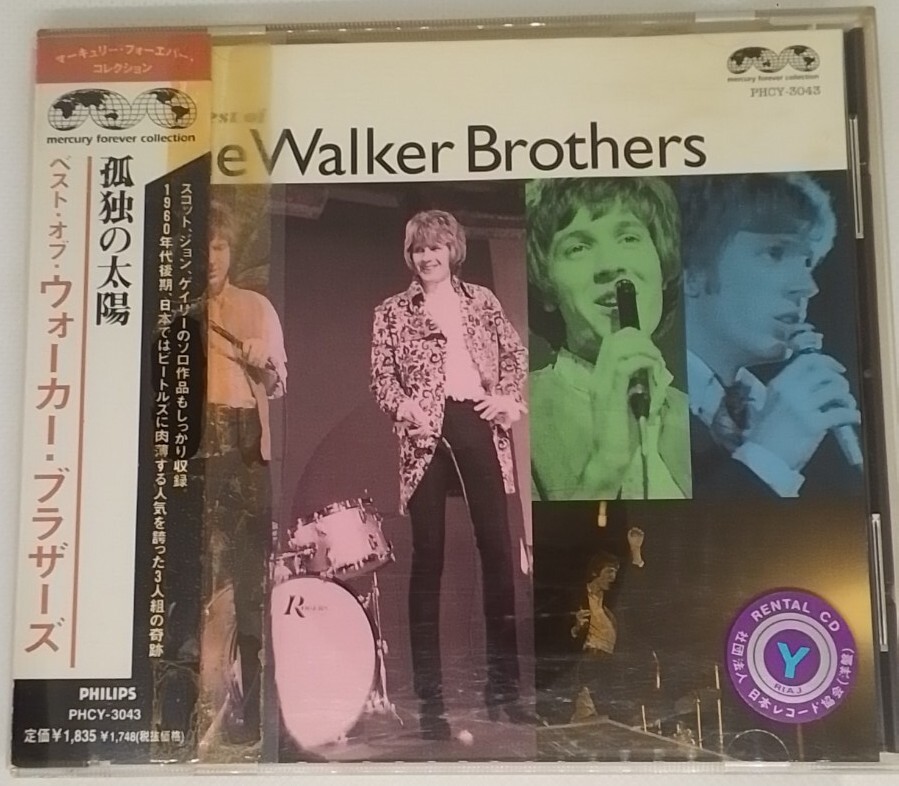 マーキュリー・フォーエバー・
コレクション
mercury forever collection
孤独の太陽
ベスト・オブ・ウォーカー・ブラザーズ
スコット、ジョン、ゲイリーのソロ作品もしっかり収録。
1960年代後期、日本ではビートルズに肉薄する人気を誇った3人組の奇跡
PHILIPS
PHCY-3043
定価¥1,835 ¥1,748(税抜価格)
mercury forever collection
PHCY-3043
est of
e Walker Brothers
ROGERS
RENTAL CD
Y
RIAJ
社団法人 日本レコード協会(洋盤)